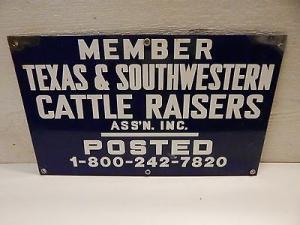 MEMBER
TEXAS & SOUTHWESTERN
CATTLE RAISERS
ASS'N. INC.
POSTED
1-800-242-7820